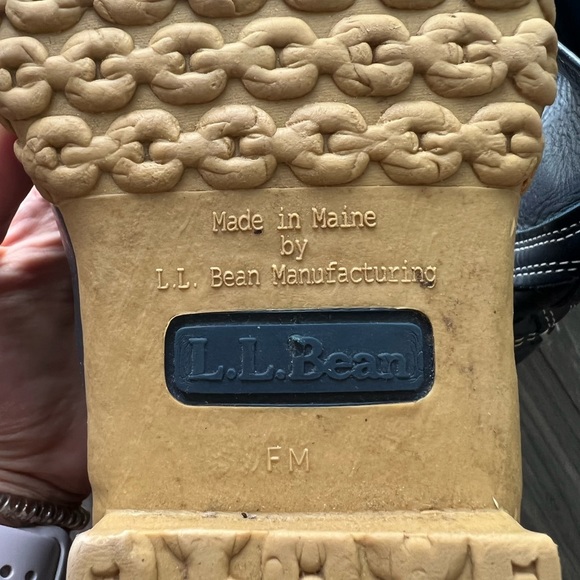 Made in Maine
by
L.L. Bean Manufacturing
L.L.Bean
FM